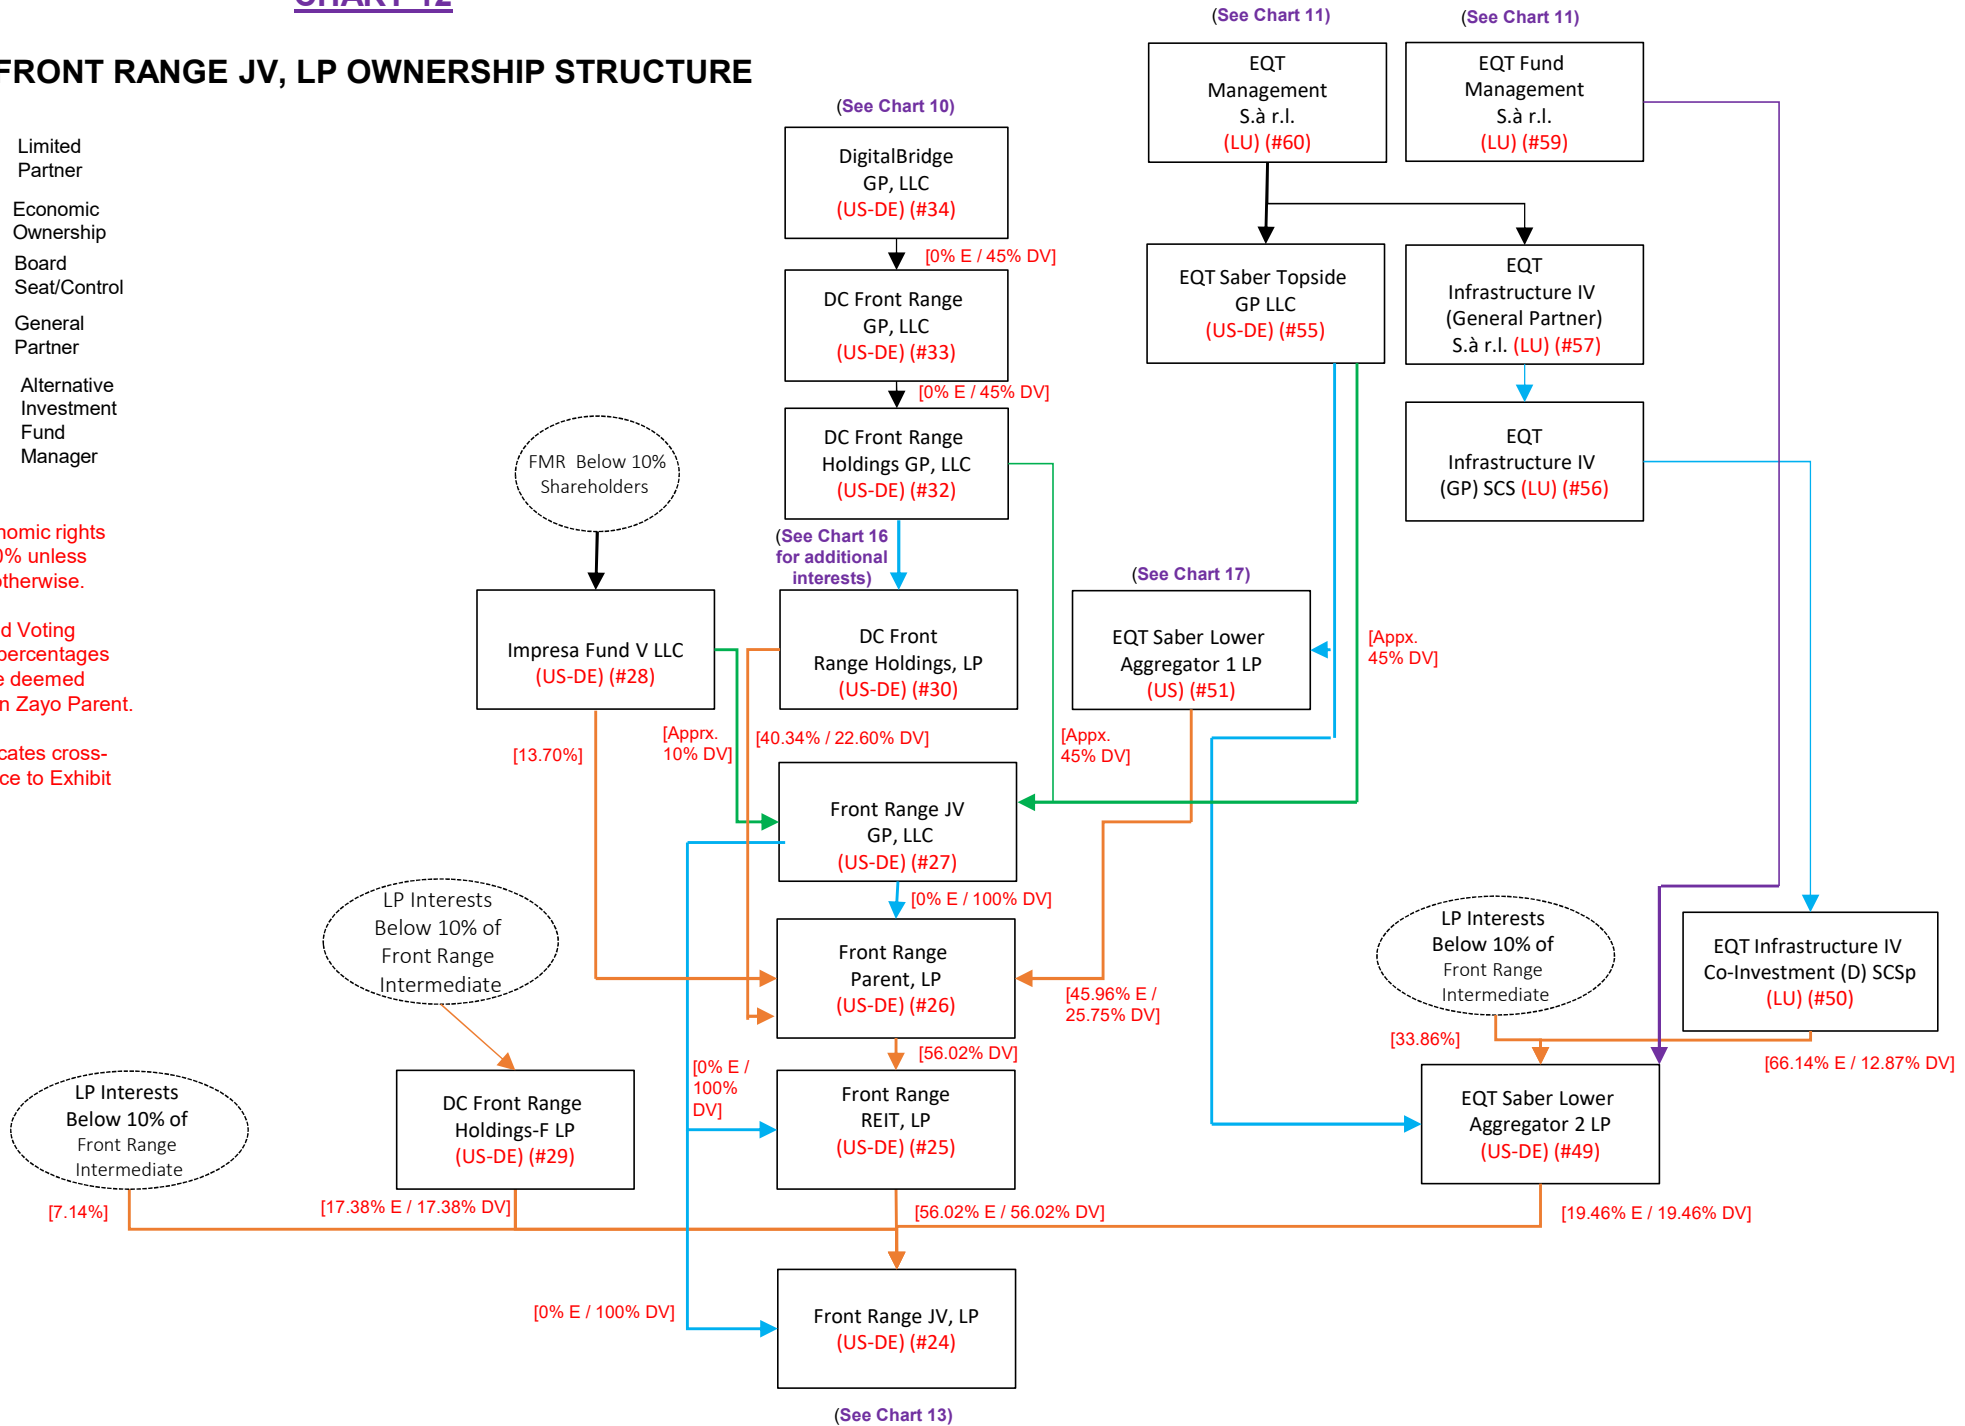 CHART 12
FRONT RANGE JV, LP OWNERSHIP STRUCTURE
Limited
Partner
Economic
Ownership
Board
Seat/Control
General
Partner
Alternative
Investment
Fund
Manager
nomic rights
0% unless
otherwise.
d Voting
percentages
e deemed
n Zayo Parent.
cates cross-
ce to Exhibit
(See Chart 10)
DigitalBridge
GP, LLC
(US-DE) (#34)
[0% E / 45% DV]
DC Front Range
GP, LLC
(US-DE) (#33)
[0% E / 45% DV]
DC Front Range
Holdings GP, LLC
(US-DE) (#32)
(See Chart 16
for additional
interests)
FMR Below 10%
Shareholders
Impresa Fund V LLC
(US-DE) (#28)
DC Front
Range Holdings, LP
(US-DE) (#30)
(See Chart 11)
EQT
Management
S.à r.l.
(LU) (#60)
(See Chart 11)
EQT Fund
Management
S.à r.l.
(LU) (#59)
EQT Saber Topside
GP LLC
(US-DE) (#55)
EQT
Infrastructure IV
(General Partner)
S.à r.l. (LU) (#57)
EQT
Infrastructure IV
(GP) SCS (LU) (#56)
(See Chart 17)
EQT Saber Lower
Aggregator 1 LP
(US) (#51)
[Appx.
45% DV]
[13.70%]
[Apprx.
10% DV]
[40.34% / 22.60% DV]
[Appx.
45% DV]
Front Range JV
GP, LLC
(US-DE) (#27)
[0% E / 100% DV]
LP Interests
Below 10% of
Front Range
Intermediate
Front Range
Parent, LP
(US-DE) (#26)
[45.96% E /
25.75% DV]
[56.02% DV]
LP Interests
Below 10% of
Front Range
Intermediate
[33.86%]
EQT Infrastructure IV
Co-Investment (D) SCSp
(LU) (#50)
[66.14% E / 12.87% DV]
LP Interests
Below 10% of
Front Range
Intermediate
DC Front Range
Holdings-F LP
(US-DE) (#29)
[0% E /
100%
DV]
Front Range
REIT, LP
(US-DE) (#25)
EQT Saber Lower
Aggregator 2 LP
(US-DE) (#49)
[7.14%]
[17.38% E / 17.38% DV]
[56.02% E / 56.02% DV]
[19.46% E / 19.46% DV]
[0% E / 100% DV]
Front Range JV, LP
(US-DE) (#24)
(See Chart 13)